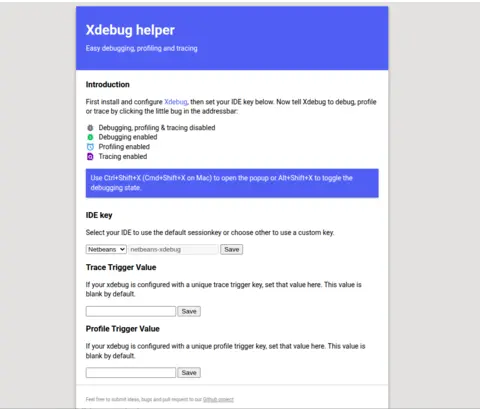 Xdebug helper
Easy debugging, profiling and tracing
Introduction
First install and configure Xdebug, then set your IDE key below. Now tell Xdebug to debug, profile
or trace by clicking the little bug in the addressbar:
Debugging, profiling & tracing disabled
Debugging enabled
Profiling enabled
Tracing enabled
Use Ctrl+Shift+X (Cmd+Shift+X on Mac) to open the popup or Alt+Shift+X to toggle the
debugging state.
IDE key
Select your IDE to use the default sessionkey or choose other to use a custom key.
Netbeans netbeans-xdebug Save
Trace Trigger Value
If your xdebug is configured with a unique trace trigger key, set that value here. This value is
blank by default.
Save
Profile Trigger Value
If your xdebug is configured with a unique profile trigger key, set that value here. This value is
blank by default.
Save
Feel free to submit ideas, bugs and pull request to our Github project